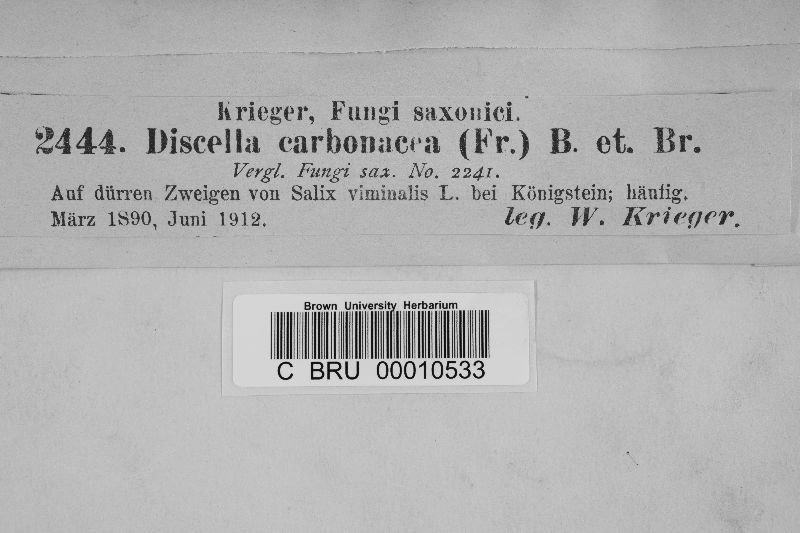 Krieger, Fungi saxonici.
2444. Discella carbonacea (Fr.) B. et. Br.
Vergl. Fungi sax. No. 2241.
Auf dürren Zweigen von Salix viminalis L. bei Königstein; häufig.
März 1890, Juni 1912. leg. W. Krieger.
Brown University Herbarium
C BRU 00010533